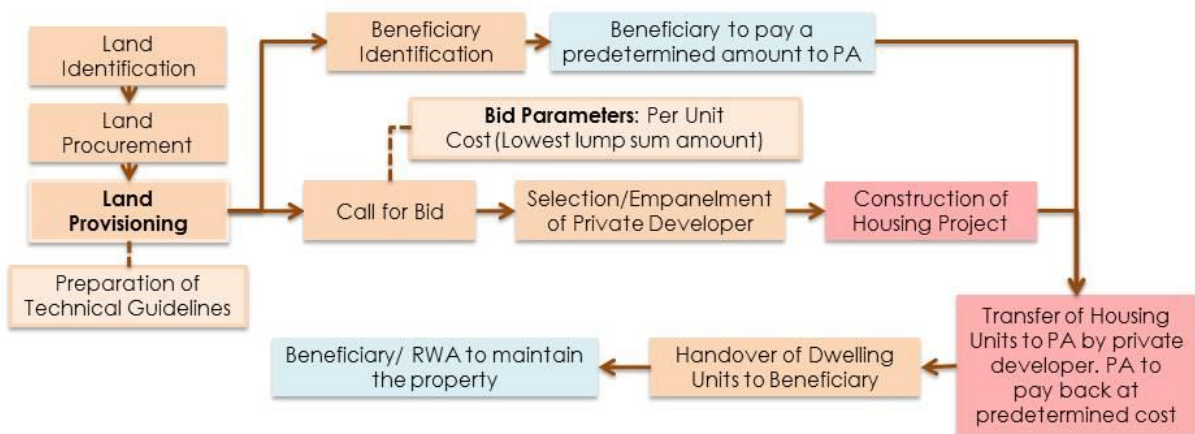 Land
Identification
Land
Procurement
Land
Provisioning
Preparation of
Technical Guidelines
Beneficiary
Identification
Beneficiary to pay a
predetermined amount to PA
Bid Parameters: Per Unit
Cost (Lowest lump sum amount)
Call for Bid
Selection/Empanelment
of Private Developer
Construction of
Housing Project
Transfer of Housing
Units to PA by private
developer. PA to
pay back at
predetermined cost
Handover of Dwelling
Units to Beneficiary
Beneficiary/ RWA to maintain
the property